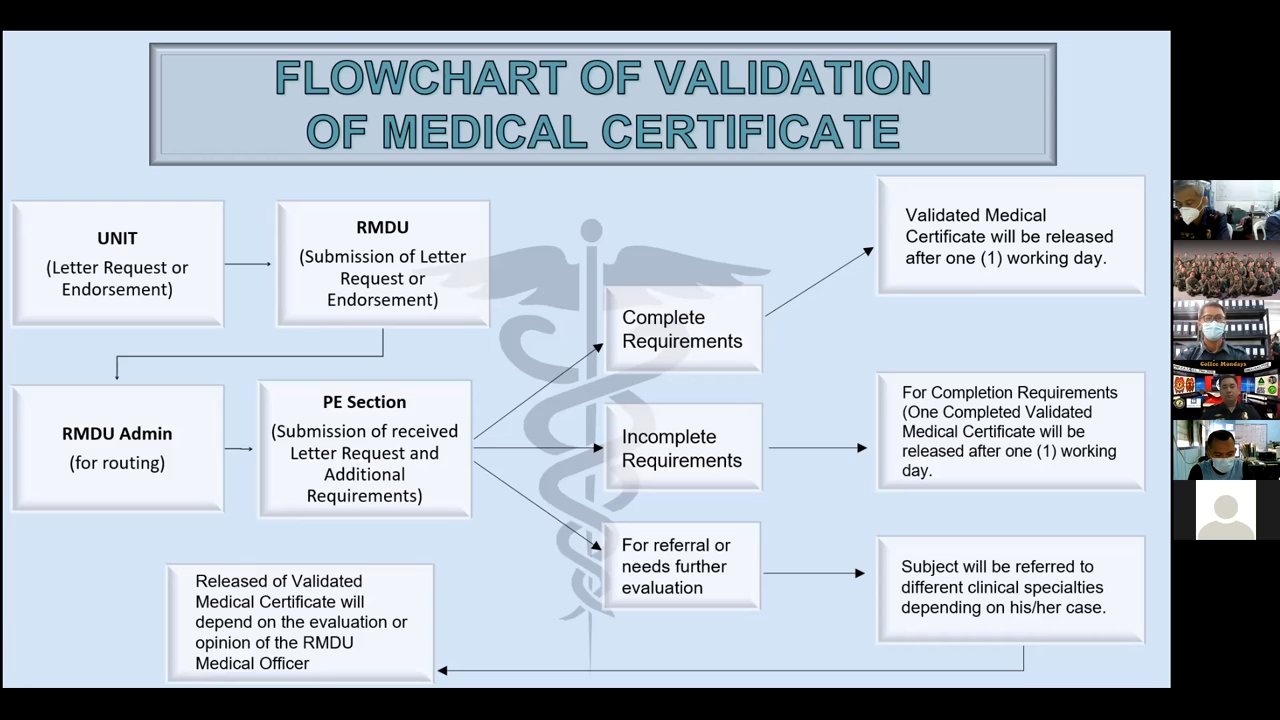 FLOWCHART OF VALIDATION
OF MEDICAL CERTIFICATE
UNIT
(Letter Request or
Endorsement)
RMDU
(Submission of Letter
Request or
Endorsement)
RMDU Admin
(for routing)
PE Section
(Submission of received
Letter Request and
Additional
Requirements)
Complete
Requirements
Validated Medical
Certificate will be released
after one (1) working day.
Incomplete
Requirements
For Completion Requirements
(One Completed Validated
Medical Certificate will be
released after one (1) working
day.
For referral or
needs further
evaluation
Subject will be referred to
different clinical specialties
depending on his/her case.
Released of Validated
Medical Certificate will
depend on the evaluation or
opinion of the RMDU
Medical Officer
Coffee Mondays